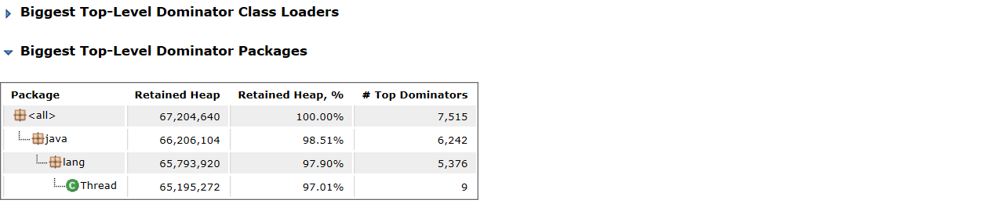 Biggest Top-Level Dominator Class Loaders
Biggest Top-Level Dominator Packages
Package Retained Heap Retained Heap, % # Top Dominators
<all> 67,204,640 100.00% 7,515
java 66,206,104 98.51% 6,242
lang 65,793,920 97.90% 5,376
C Thread 65,195,272 97.01% 9